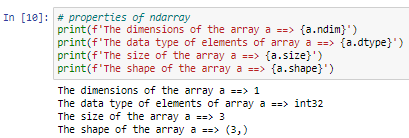 In [10]: # properties of ndarray
print(f'The dimensions of the array a ==> {a.ndim}')
print(f'The data type of elements of array a ==> {a.dtype}')
print(f'The size of the array a ==> {a.size}')
print(f'The shape of the array a ==> {a.shape}')
The dimensions of the array a ==> 1
The data type of elements of array a ==> int32
The size of the array a ==> 3
The shape of the array a ==> (3,)